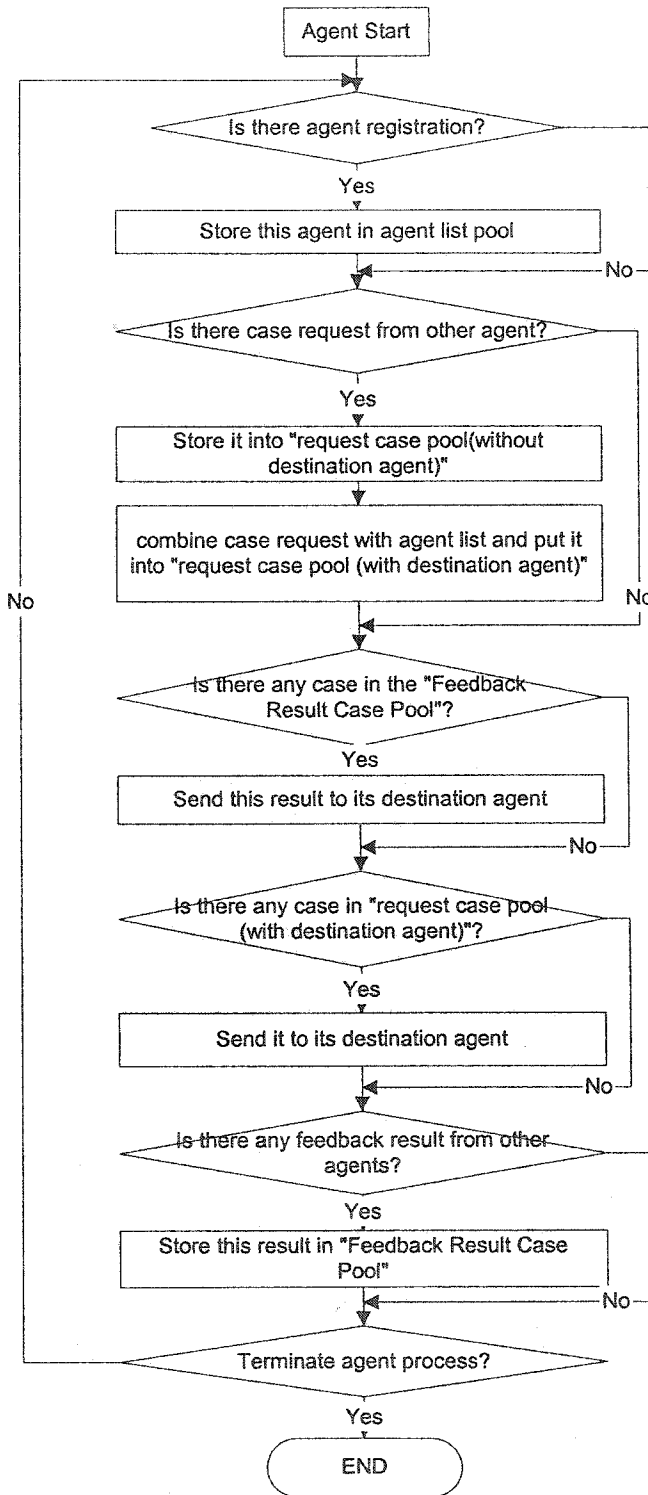 Agent Start
Is there agent registration?
Yes
Store this agent in agent list pool
No
Is there case request from other agent?
Yes
Store it into "request case pool(without
destination agent)"
combine case request with agent list and put it
into "request case pool (with destination agent)"
No
No
Is there any case in the "Feedback
Result Case Pool"?
Yes
Send this result to its destination agent
No
Is there any case in "request case pool
(with destination agent)"?
Yes
Send it to its destination agent
No
Is there any feedback result from other
agents?
Yes
Store this result in "Feedback Result Case
Pool"
No
Terminate agent process?
Yes
END